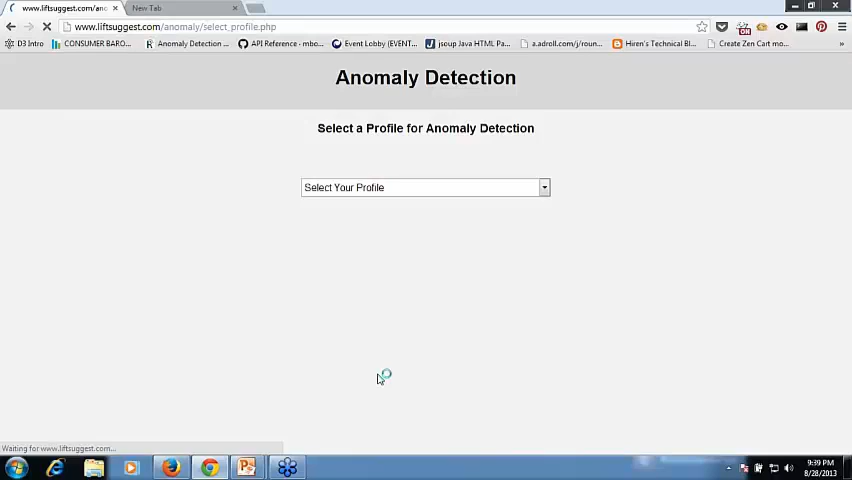 www.liftsuggest.com/ano
New Tab
www.liftsuggest.com/anomaly/select_profile.php
D3 Intro
CONSUMER BARO...
Anomaly Detection ...
API Reference - mbo...
Event Lobby (EVENT...
jsoup Java HTML Pa...
a.adroll.com/j/roun...
Hiren's Technical Bl...
Create Zen Cart mo...
»
Anomaly Detection
Select a Profile for Anomaly Detection
Select Your Profile
Waiting for www.liftsuggest.com...
9:39 PM
8/28/2013